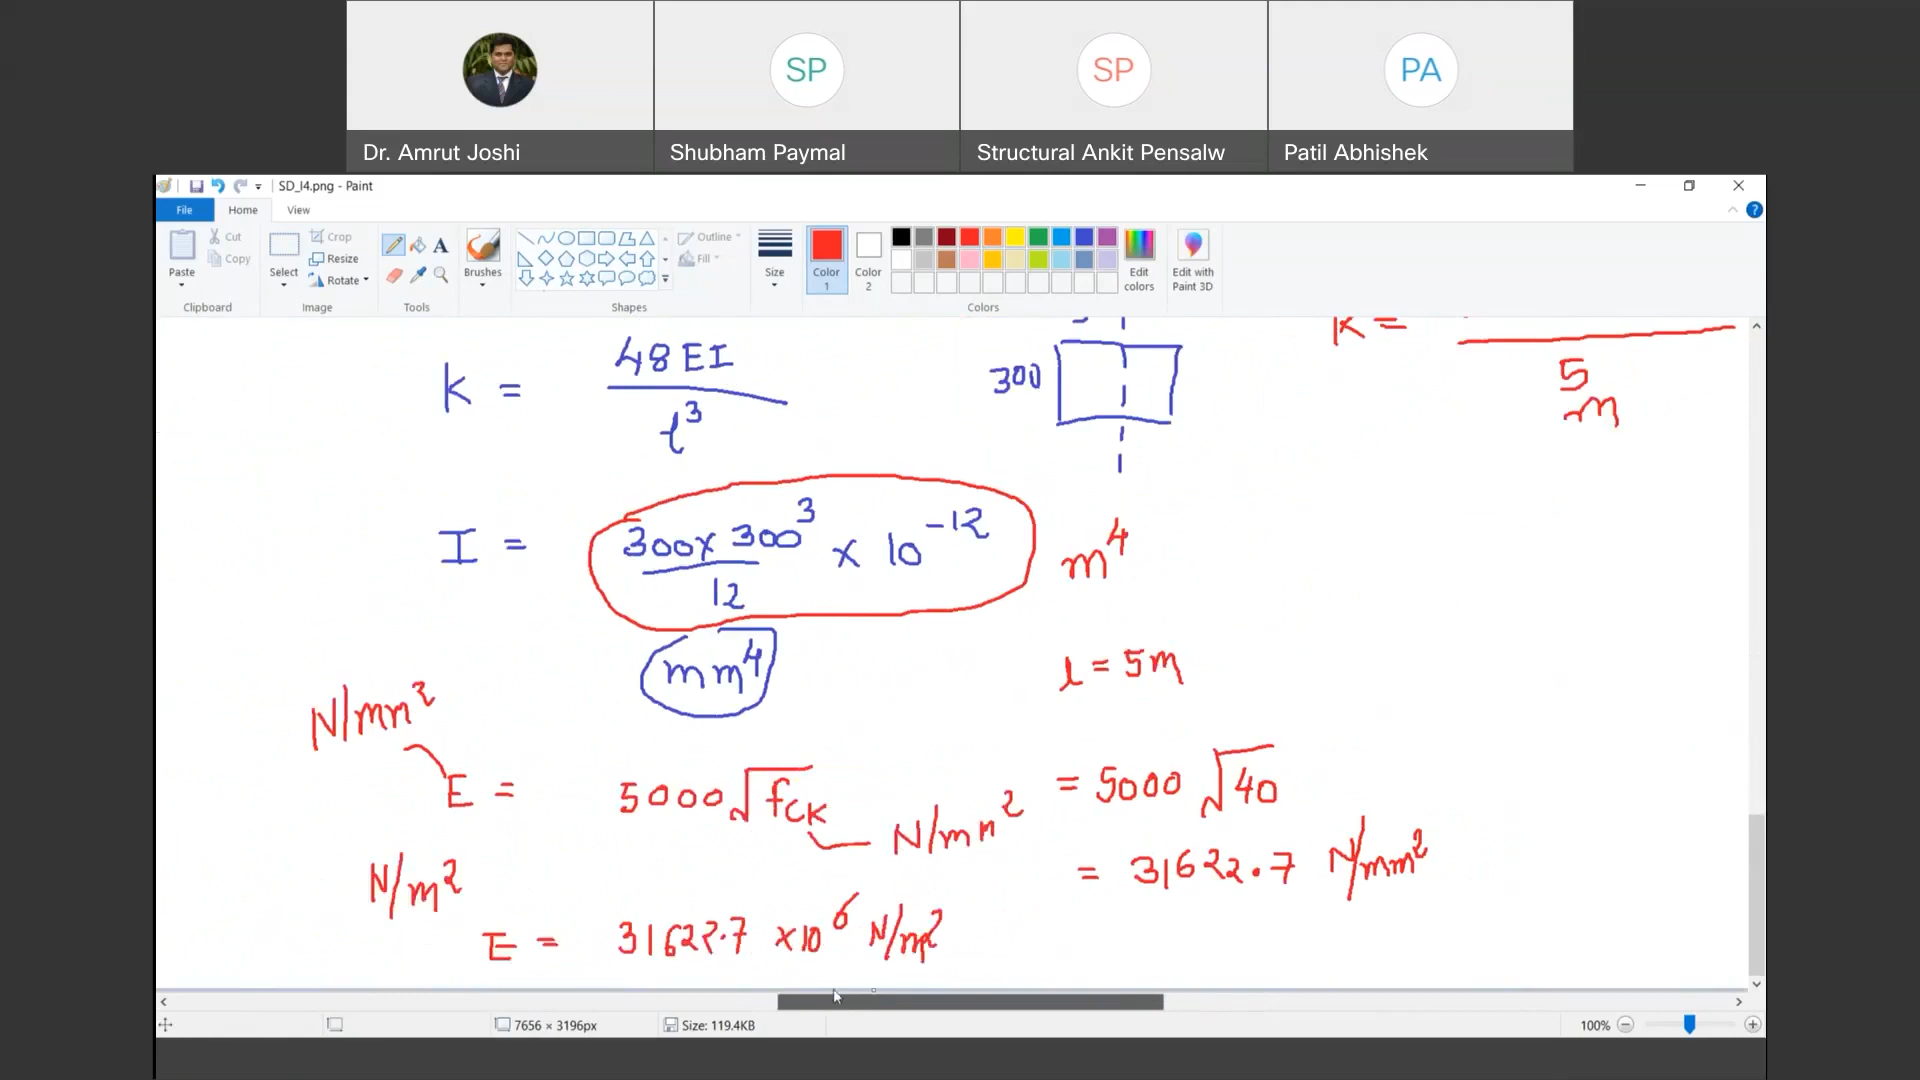 SP SP PA
Dr. Amrut Joshi Shubham Paymal Structural Ankit Pensalw Patil Abhishek
SD_l4.png - Paint
File Home View
Paste
Cut
Copy
Clipboard
Select
Crop
Resize
Rotate
Image
A
Tools
Brushes
Outline
Fill
Shapes
Size
Color 1
Color 2
Edit colors
Colors
Edit with Paint 3D
K = 48EI / l³
300
K =
5
m
I = 300x 300³ / 12 x 10⁻¹² m⁴
mm⁴
l = 5m
N/mm²
E = 5000√fck = 5000 √40
N/mm²
= 31622.7 N/mm²
N/m²
E = 31622.7 x10⁶ N/m²
7656 × 3196px Size: 119.4KB 100%